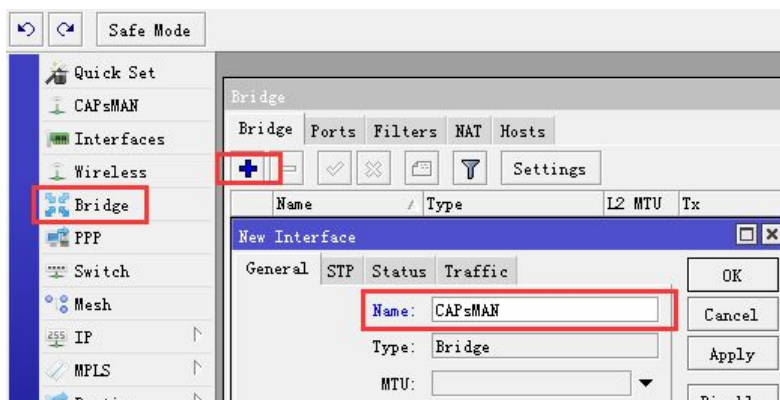 Safe Mode
Quick Set
CAPsMAN
Interfaces
Wireless
Bridge
PPP
Switch
Mesh
255 IP
MPLS
Bridge
Bridge Ports Filters NAT Hosts
Settings
Name / Type L2 MTU Tx
New Interface
General STP Status Traffic
Name: CAPsMAN
Type: Bridge
MTU:
OK
Cancel
Apply